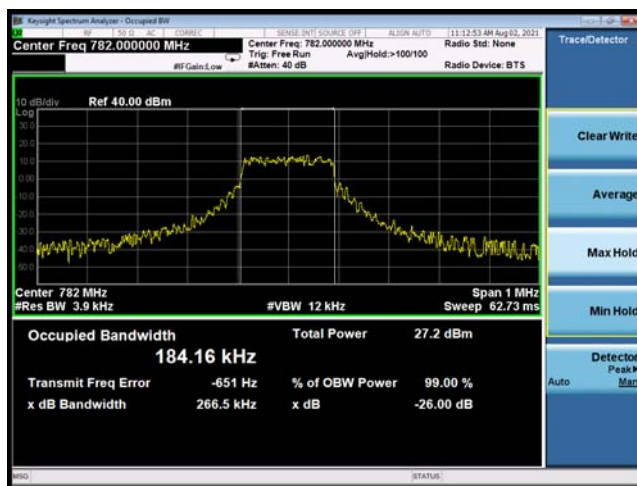 Keysight Spectrum Analyzer - Occupied BW
RF 50 Ω AC CORREC SENSE:INT SOURCE OFF ALIGN AUTO 11:12:53 AM Aug 02, 2021
Center Freq 782.000000 MHz
Center Freq: 782.000000 MHz
Radio Std: None
Trig: Free Run Avg|Hold:>100/100
#IFGain:Low
#Atten: 40 dB
Radio Device: BTS
10 dB/div Ref 40.00 dBm
Log
30.0
20.0
10.0
0.00
10.0
20.0
30.0
40.0
50.0
Center 782 MHz
Span 1 MHz
#Res BW 3.9 kHz
#VBW 12 kHz
Sweep 62.73 ms
Occupied Bandwidth
Total Power 27.2 dBm
184.16 kHz
Transmit Freq Error -651 Hz
% of OBW Power 99.00 %
x dB Bandwidth 266.5 kHz
x dB -26.00 dB
MSG
STATUS
Trace/Detector
Clear Write
Average
Max Hold
Min Hold
Detector
Peak▶
Auto Man